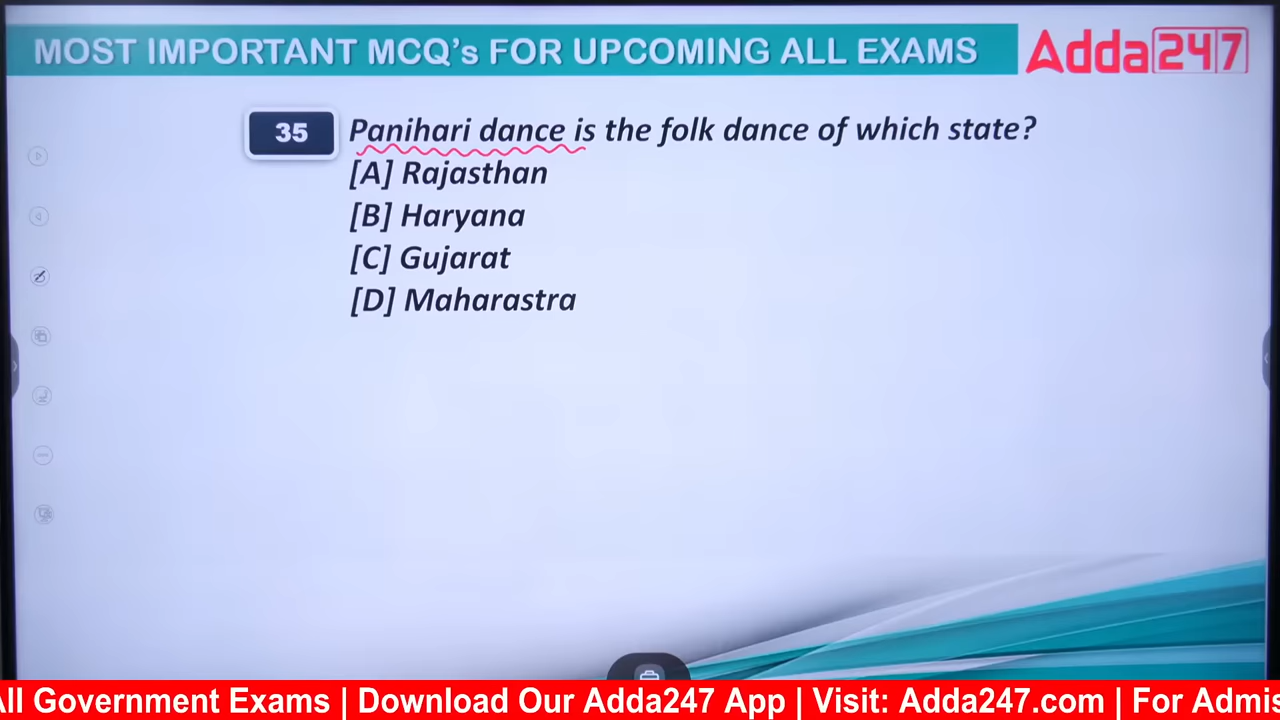 MOST IMPORTANT MCQ's FOR UPCOMING ALL EXAMS
Adda247
35 Panihari dance is the folk dance of which state?
[A] Rajasthan
[B] Haryana
[C] Gujarat
[D] Maharastra
All Government Exams | Download Our Adda247 App | Visit: Adda247.com | For Admis